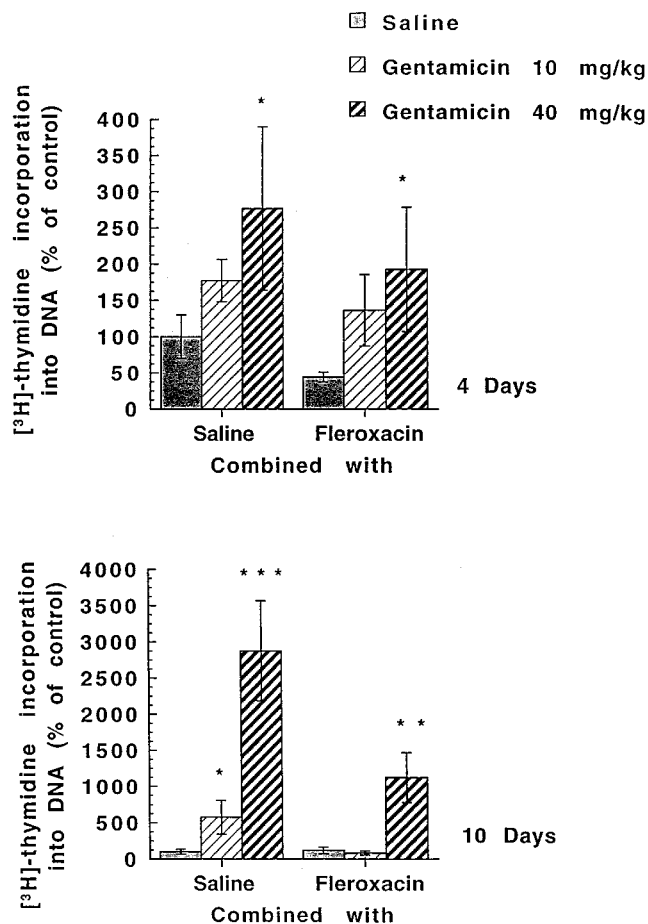 Saline
Gentamicin 10 mg/kg
Gentamicin 40 mg/kg
[³H]-thymidine incorporation
into DNA (% of control)
400
350
300
250
200
150
100
50
0
*
*
Saline Fleroxacin
4 Days
Combined with
[³H]-thymidine incorporation
into DNA (% of control)
4000
3500
3000
2500
2000
1500
1000
500
0
* * *
* *
*
Saline Fleroxacin
10 Days
Combined with